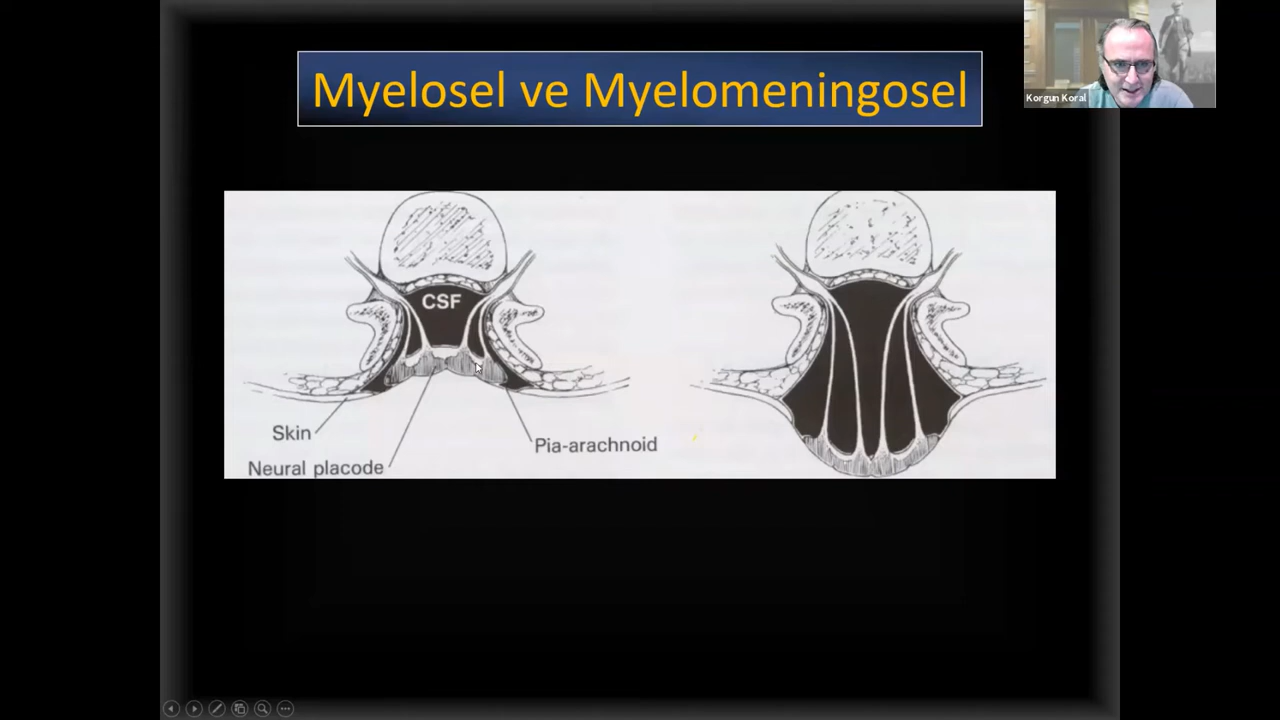 Myelosel ve Myelomeningosel
Korgun Koral
CSF
Skin
Neural placode
Pia-arachnoid